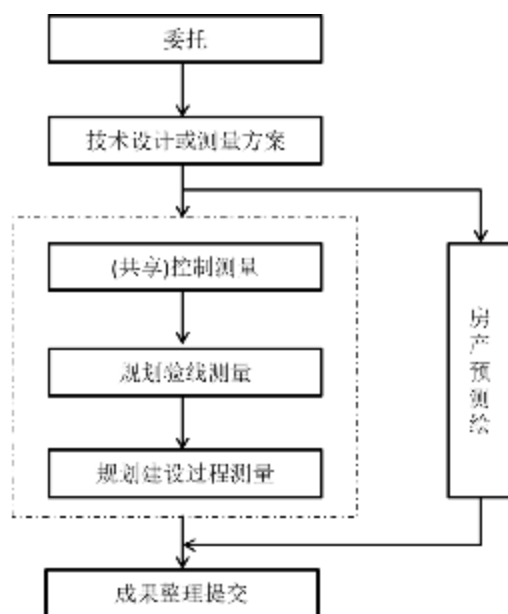 委托
技术设计或测量方案
(共享)控制测量
规划验线测量
规划建设过程测量
房产预测绘
成果整理提交